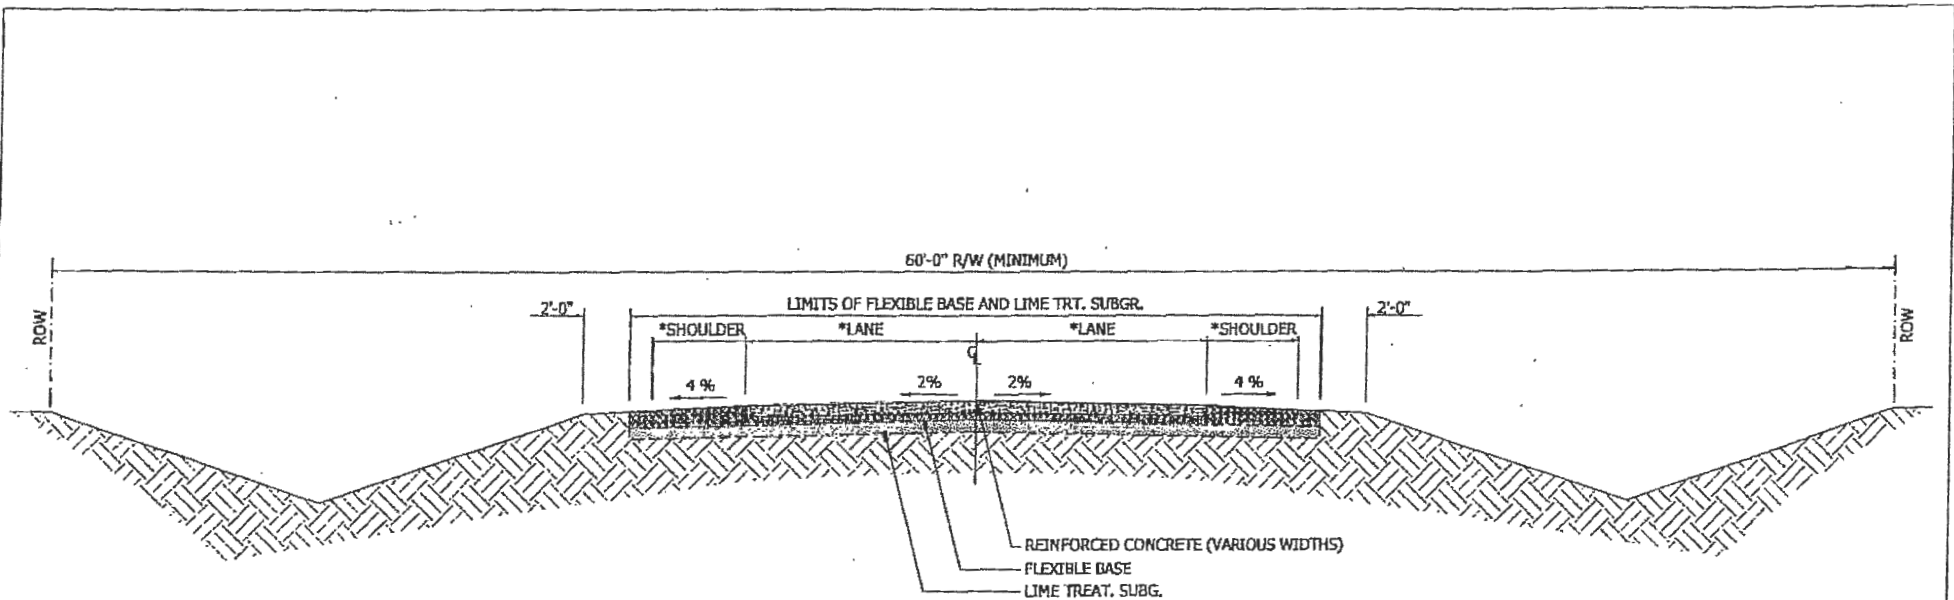 60'-0" R/W (MINIMUM)
LIMITS OF FLEXIBLE BASE AND LIME TRT. SUBGR.
2'-0"
2'-0"
*SHOULDER
*LANE
*LANE
*SHOULDER
ROW
ROW
CL
4 %
2%
2%
4 %
REINFORCED CONCRETE (VARIOUS WIDTHS)
FLEXIBLE BASE
LIME TREAT. SUBG.